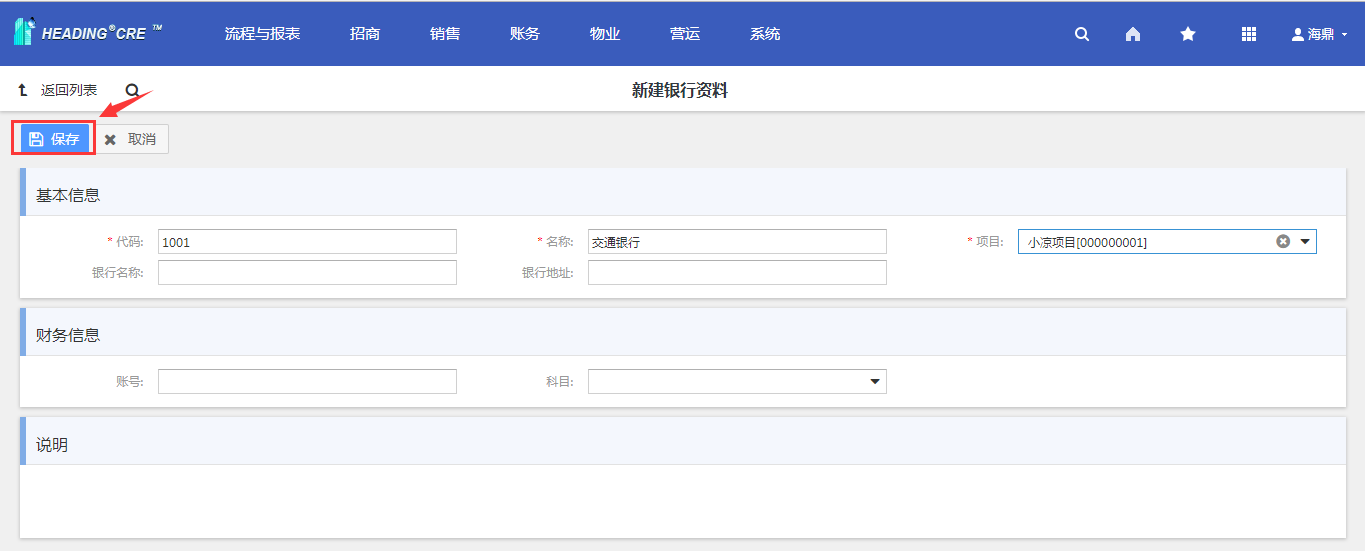 HEADING®CRE ™ 流程与报表 招商 销售 账务 物业 营运 系统 海鼎
返回列表 新建银行资料
保存 取消
基本信息
* 代码: 1001 * 名称: 交通银行 * 项目: 小凉项目[000000001]
银行名称: 银行地址:
财务信息
账号: 科目:
说明